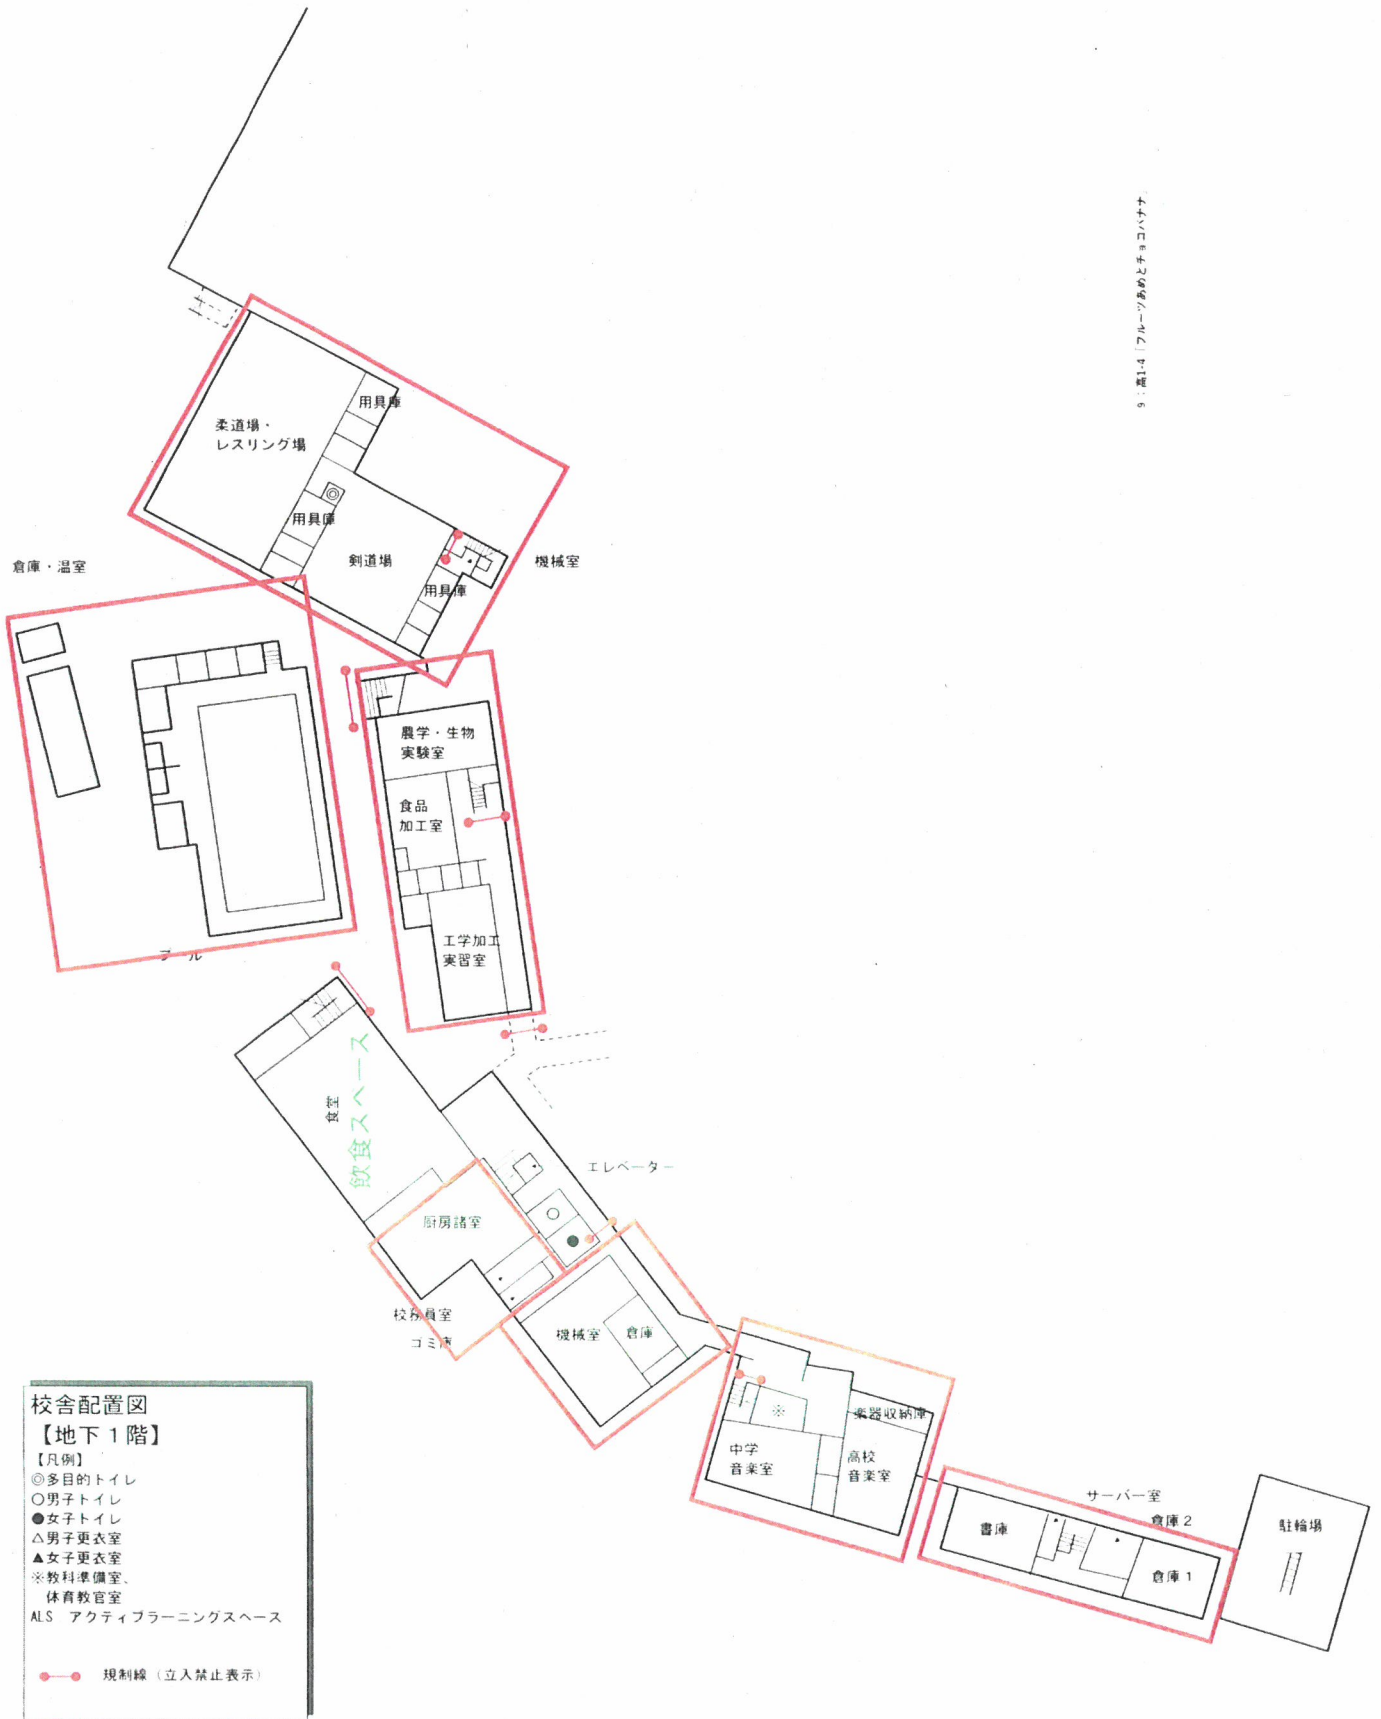 9：高1-4「フルーツあめとチョコバナナ」
柔道場・
レスリング場
用具庫
用具庫
剣道場
用具庫
機械室
倉庫・温室
農学・生物
実験室
食品
加工室
工学加工
実習室
プール
食堂
飲食スペース
エレベーター
厨房諸室
校務員室
ゴミ庫
機械室
倉庫
※
楽器収納庫
中学
音楽室
高校
音楽室
サーバー室
書庫
倉庫２
倉庫１
駐輪場
校舎配置図
【地下１階】
【凡例】
◎多目的トイレ
○男子トイレ
●女子トイレ
△男子更衣室
▲女子更衣室
※教科準備室、
体育教官室
ALS アクティブラーニングスペース
規制線（立入禁止表示）